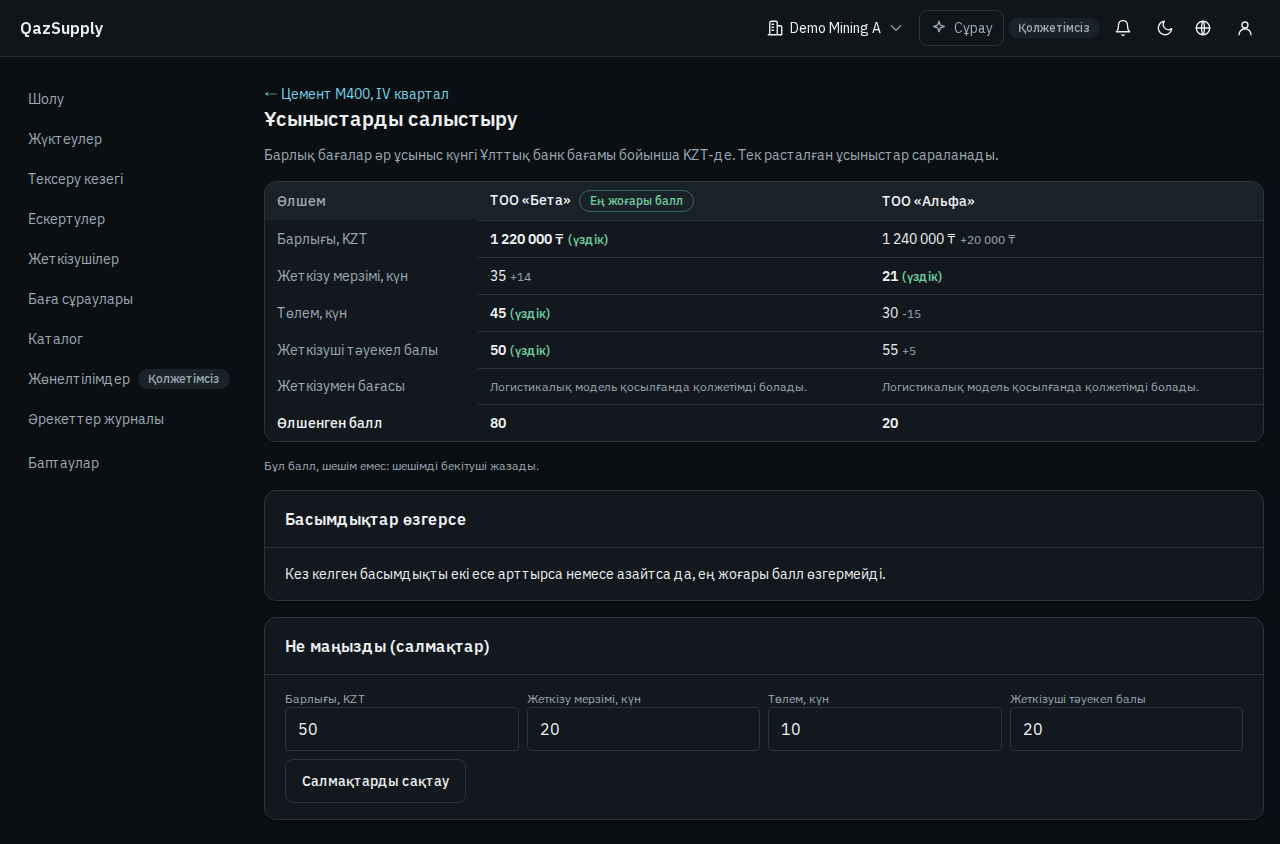 QazSupply
Demo Mining A
Сұрау
Қолжетімсіз
Шолу
Жүктеулер
Тексеру кезегі
Ескертулер
Жеткізушілер
Баға сұраулары
Каталог
Жөнелтілімдер Қолжетімсіз
Әрекеттер журналы
Баптаулар
← Цемент М400, IV квартал
Ұсыныстарды салыстыру
Барлық бағалар әр ұсыныс күнгі Ұлттық банк бағамы бойынша KZT-де. Тек расталған ұсыныстар сараланады.
Өлшем ТОО «Бета» Ең жоғары балл ТОО «Альфа»
Барлығы, KZT 1 220 000 ₸ (үздік) 1 240 000 ₸ +20 000 ₸
Жеткізу мерзімі, күн 35 +14 21 (үздік)
Төлем, күн 45 (үздік) 30 -15
Жеткізуші тәуекел балы 50 (үздік) 55 +5
Жеткізумен бағасы Логистикалық модель қосылғанда қолжетімді болады. Логистикалық модель қосылғанда қолжетімді болады.
Өлшенген балл 80 20
Бұл балл, шешім емес: шешімді бекітуші жазады.
Басымдықтар өзгерсе
Кез келген басымдықты екі есе арттырса немесе азайтса да, ең жоғары балл өзгермейді.
Не маңызды (салмақтар)
Барлығы, KZT Жеткізу мерзімі, күн Төлем, күн Жеткізуші тәуекел балы
50 20 10 20
Салмақтарды сақтау